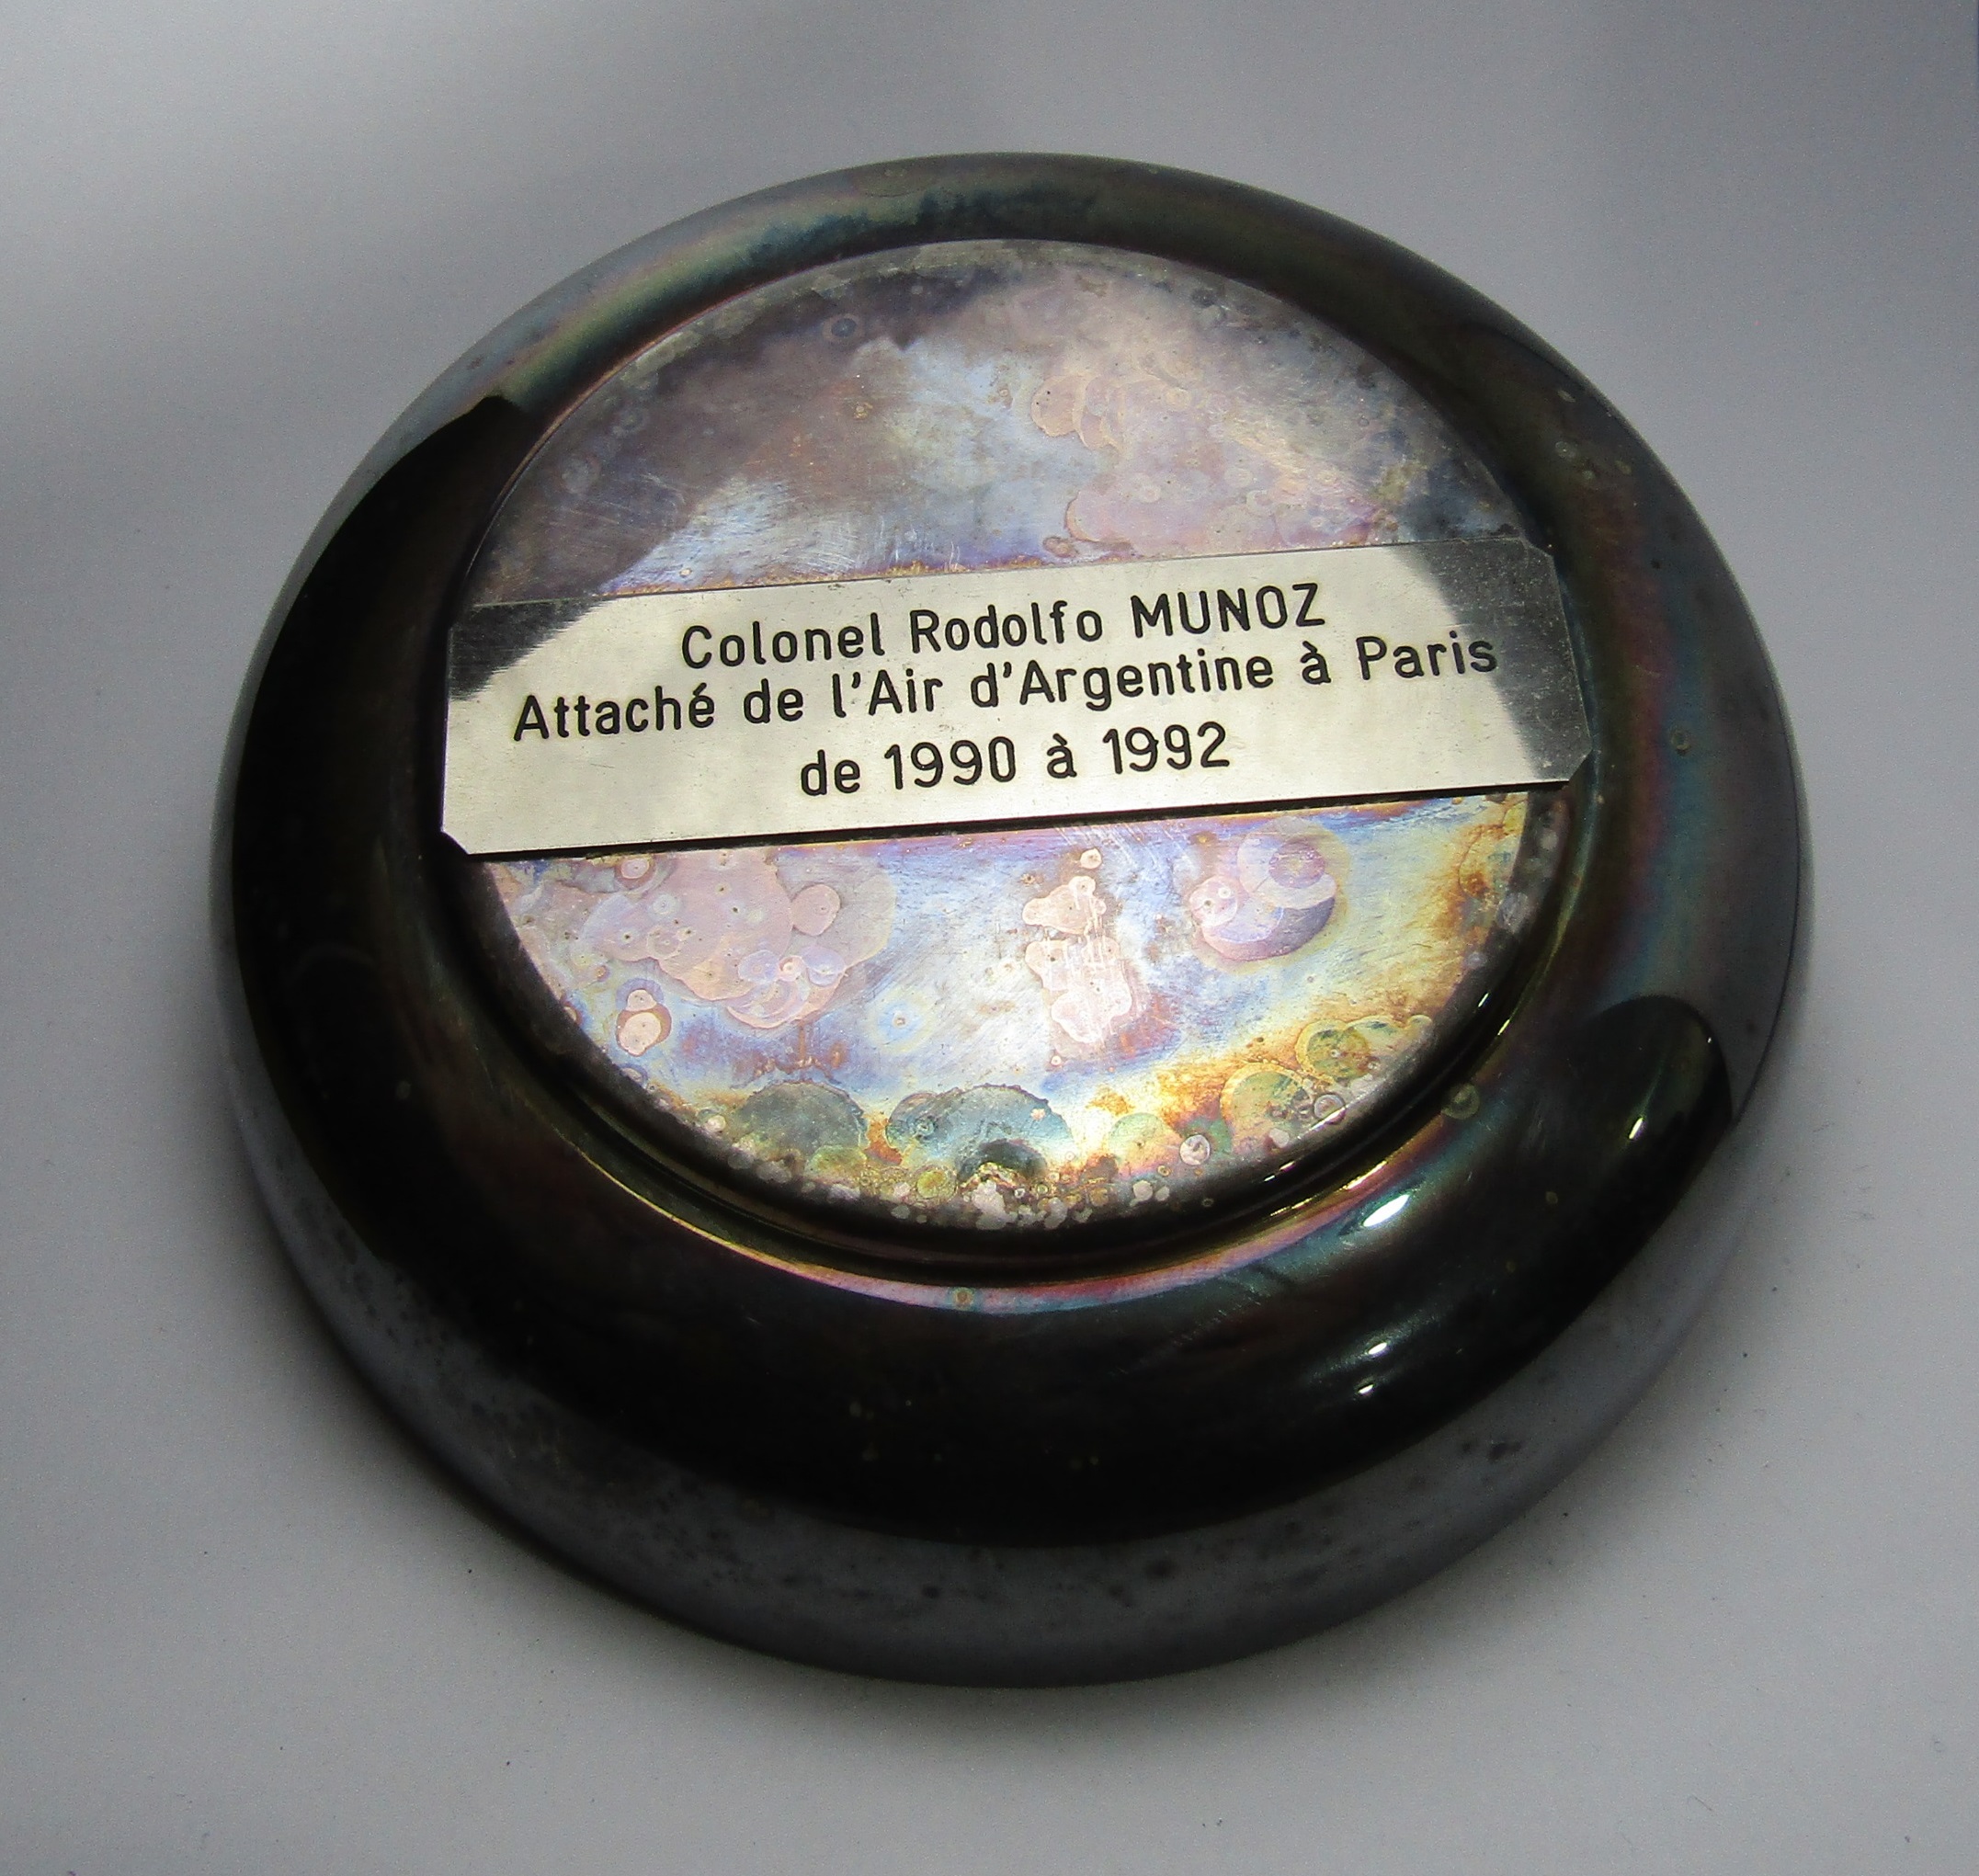 Colonel Rodolfo MUNOZ
Attaché de l'Air d'Argentine à Paris
de 1990 à 1992